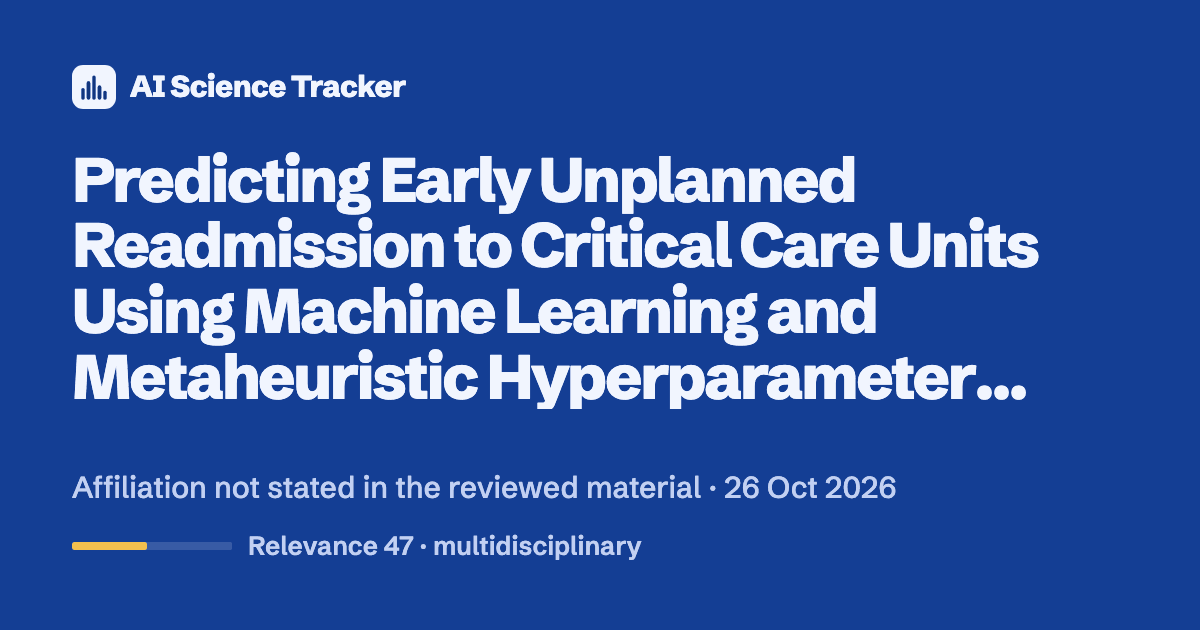 AI Science Tracker
Predicting Early Unplanned
Readmission to Critical Care Units
Using Machine Learning and
Metaheuristic Hyperparameter...
Affiliation not stated in the reviewed material · 26 Oct 2026
Relevance 47 · multidisciplinary